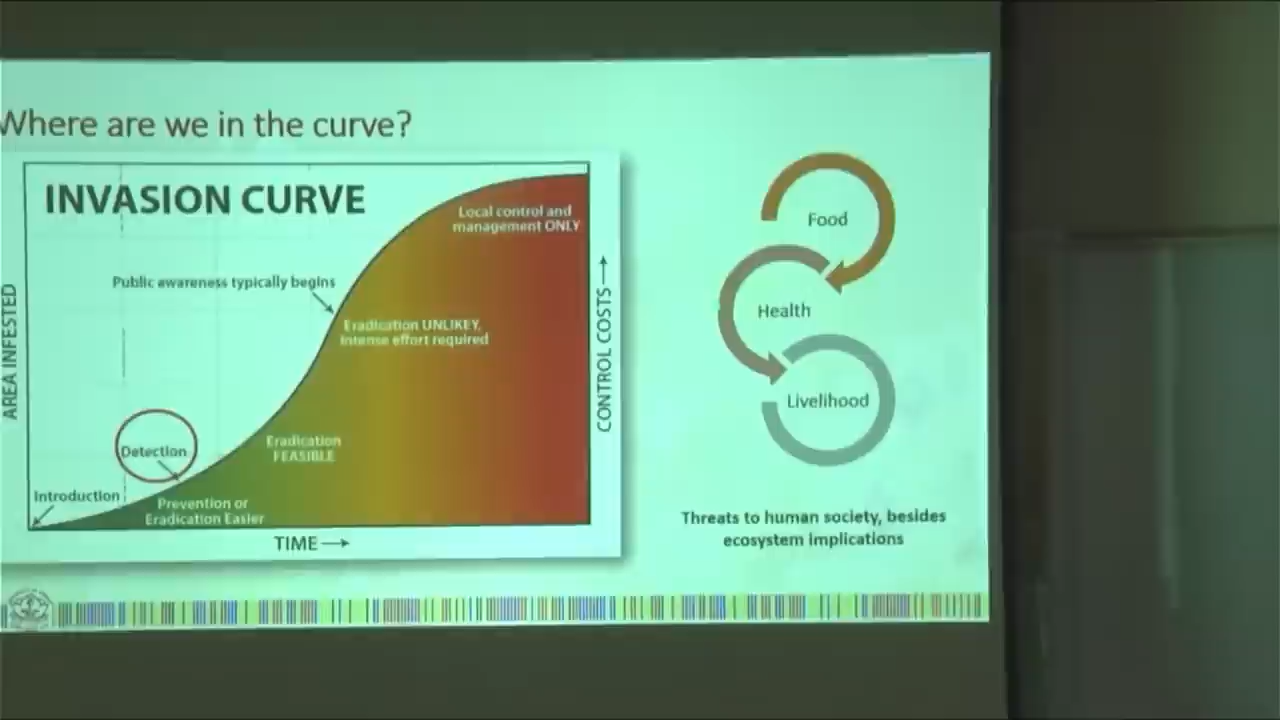 Where are we in the curve?
INVASION CURVE
Local control and
management ONLY
Public awareness typically begins
Eradication UNLIKEY,
Intense effort required
Eradication
FEASIBLE
Detection
Introduction
Prevention or
Eradication Easier
AREA INFESTED
TIME
CONTROL COSTS
Food
Health
Livelihood
Threats to human society, besides
ecosystem implications